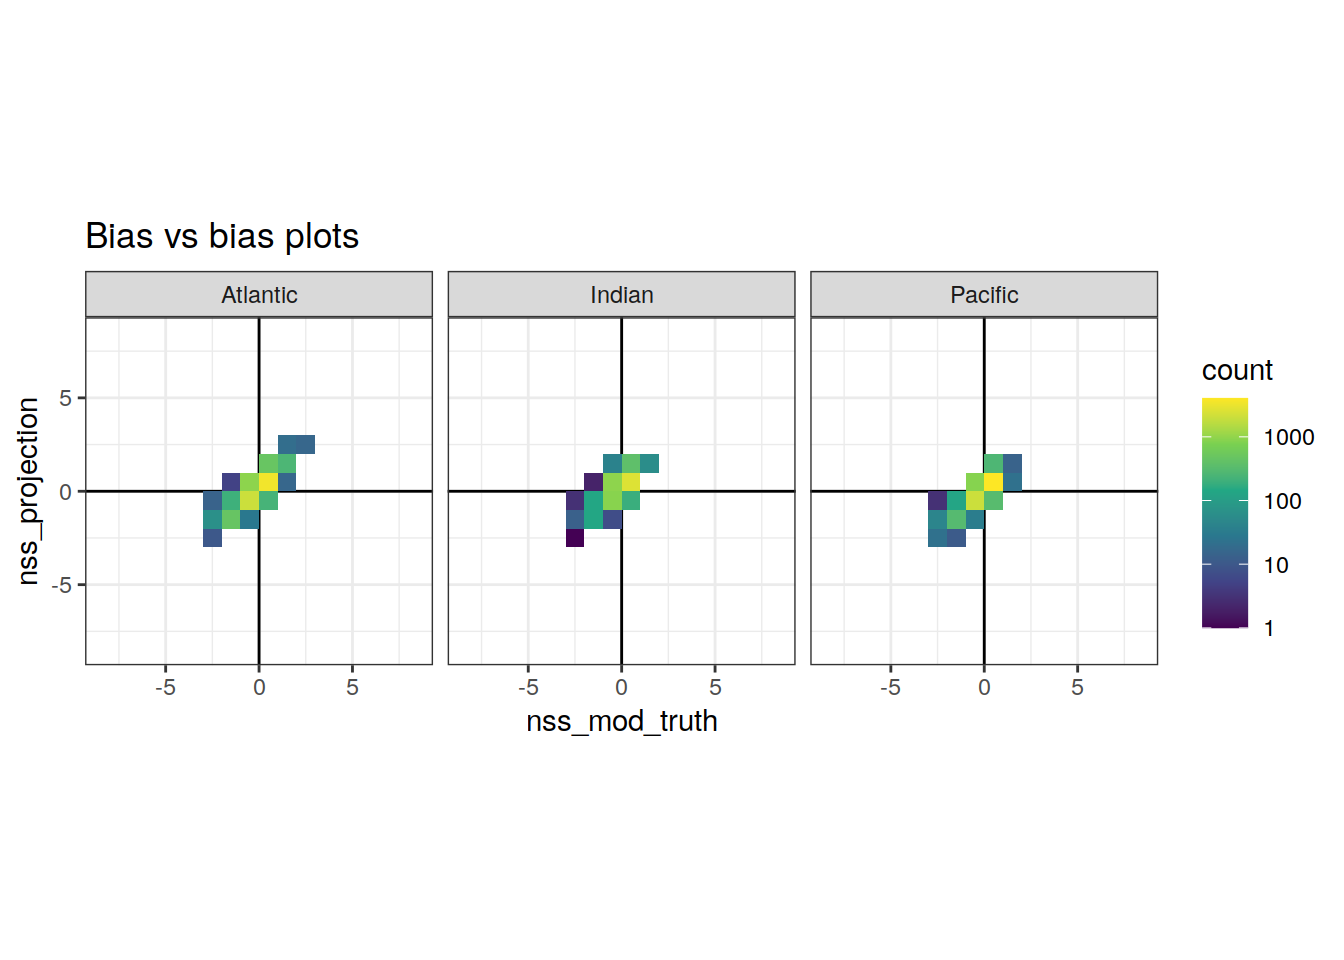 Bias vs bias plots
Atlantic
Indian
Pacific
nss_projection
5
0
-5
-5
0
5
-5
0
5
-5
0
5
nss_mod_truth
count
1000
100
10
1